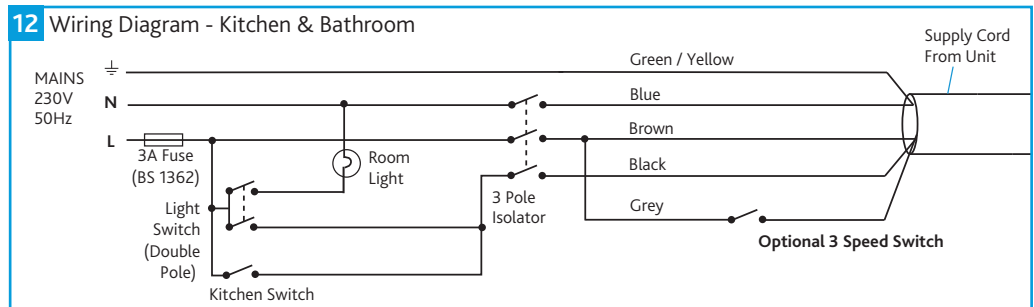 12 Wiring Diagram - Kitchen & Bathroom
Supply Cord
From Unit
MAINS
230V
50Hz
N
L
Green / Yellow
Blue
Brown
Black
Grey
3A Fuse
(BS 1362)
Room
Light
3 Pole
Isolator
Light
Switch
(Double
Pole)
Optional 3 Speed Switch
Kitchen Switch